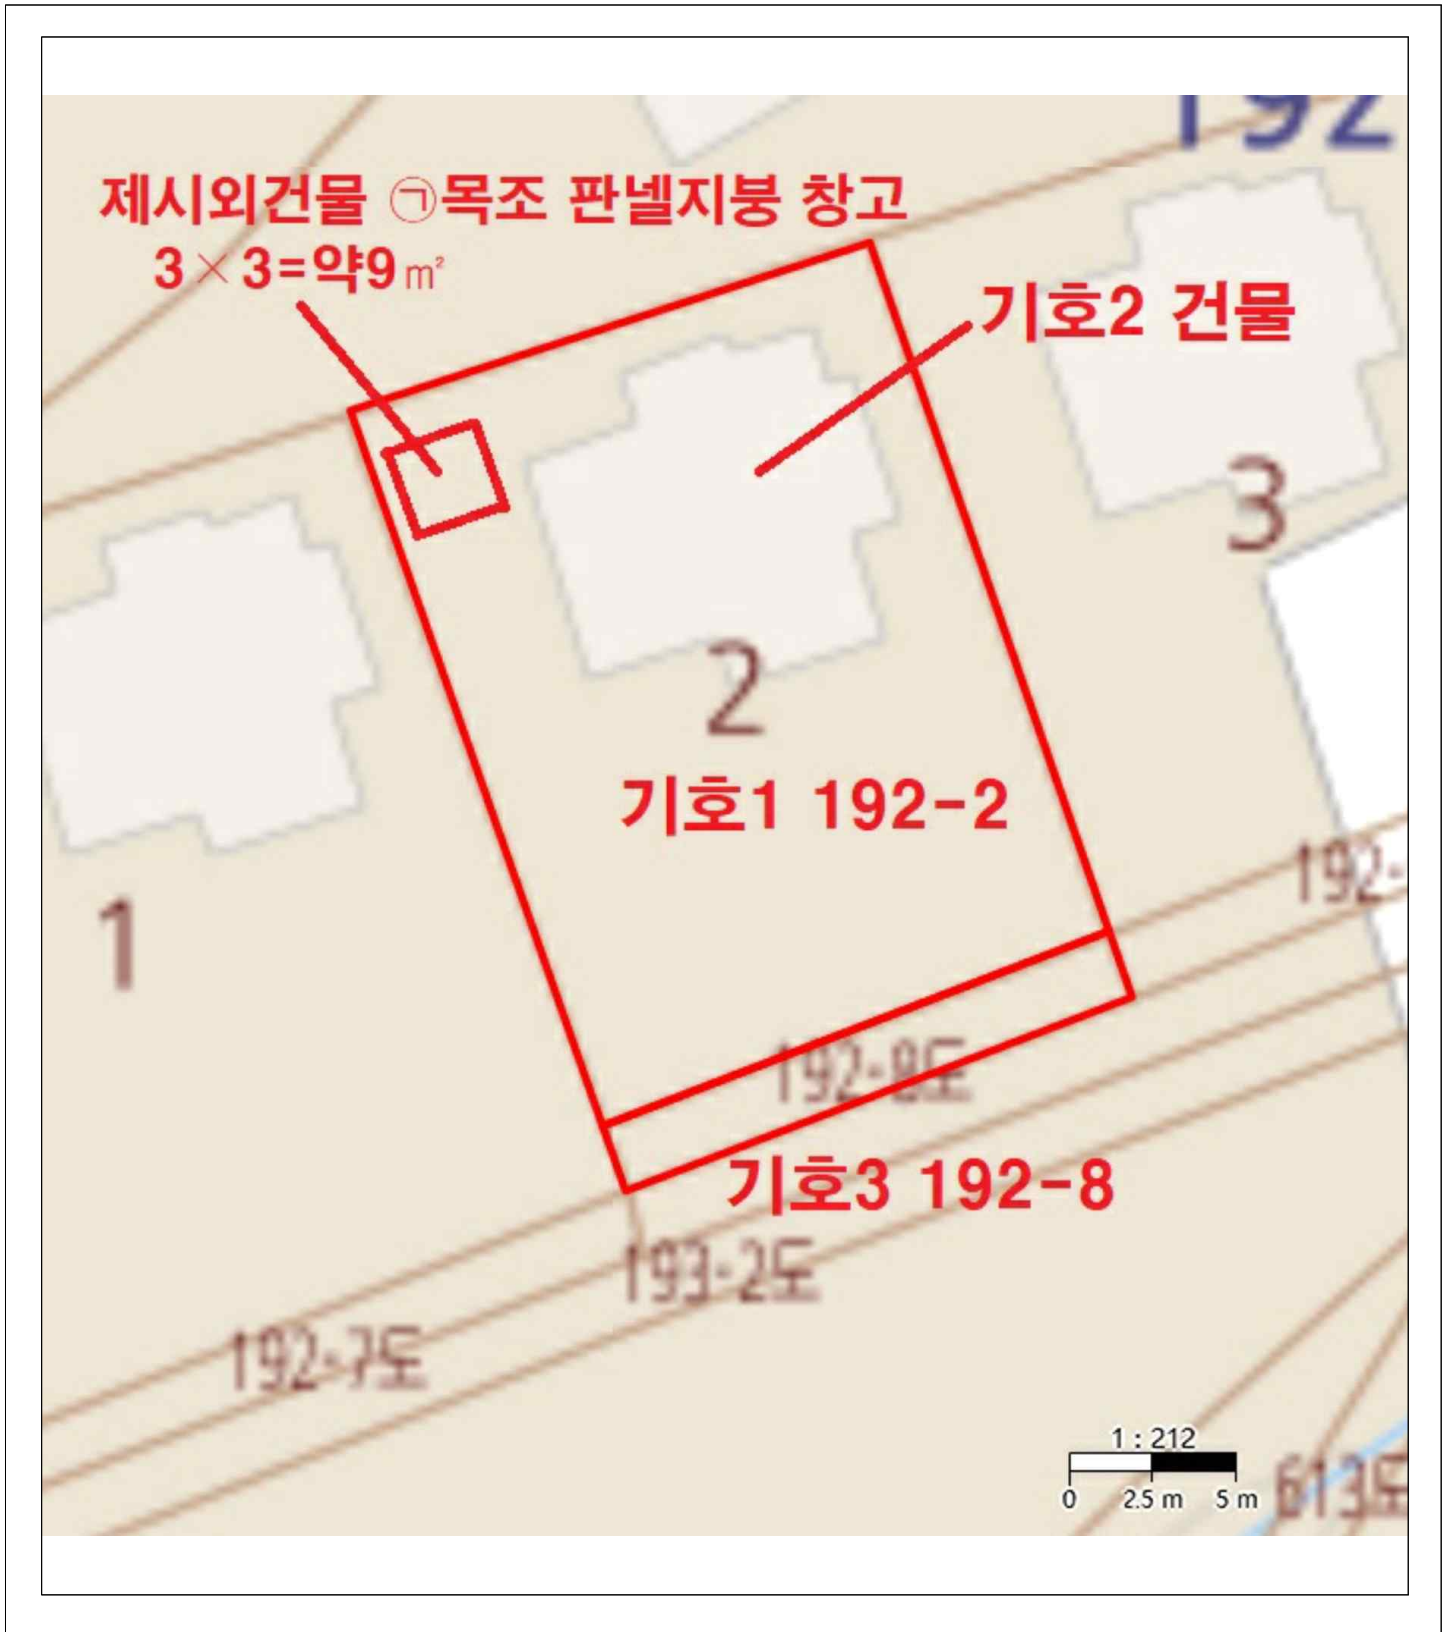 192
제시외건물 ㉠목조 판넬지붕 창고
3×3=약9㎡
기호2 건물
3
2
기호1 192-2
192-
1
192-8도
기호3 192-8
193-2도
192-7도
1 : 212
0 2.5 m 5 m
613도